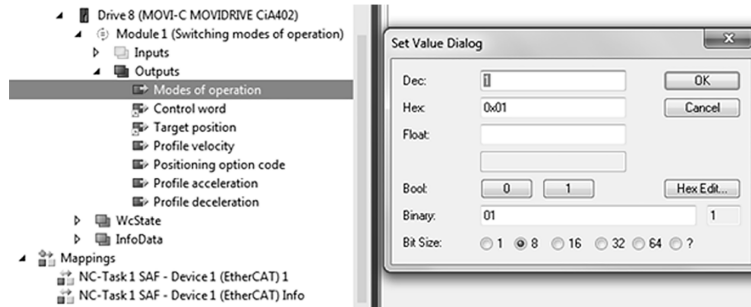 Drive 8 (MOVI-C MOVIDRIVE CiA402)
Module 1 (Switching modes of operation)
Inputs
Outputs
Modes of operation
Control word
Target position
Profile velocity
Positioning option code
Profile acceleration
Profile deceleration
WcState
InfoData
Mappings
NC-Task 1 SAF - Device 1 (EtherCAT) 1
NC-Task 1 SAF - Device 1 (EtherCAT) Info
Set Value Dialog
Dec: 1 OK
Hex: 0x01 Cancel
Float:
Bool: 0 1 Hex Edit...
Binary: 01 1
Bit Size: 1 8 16 32 64 ?